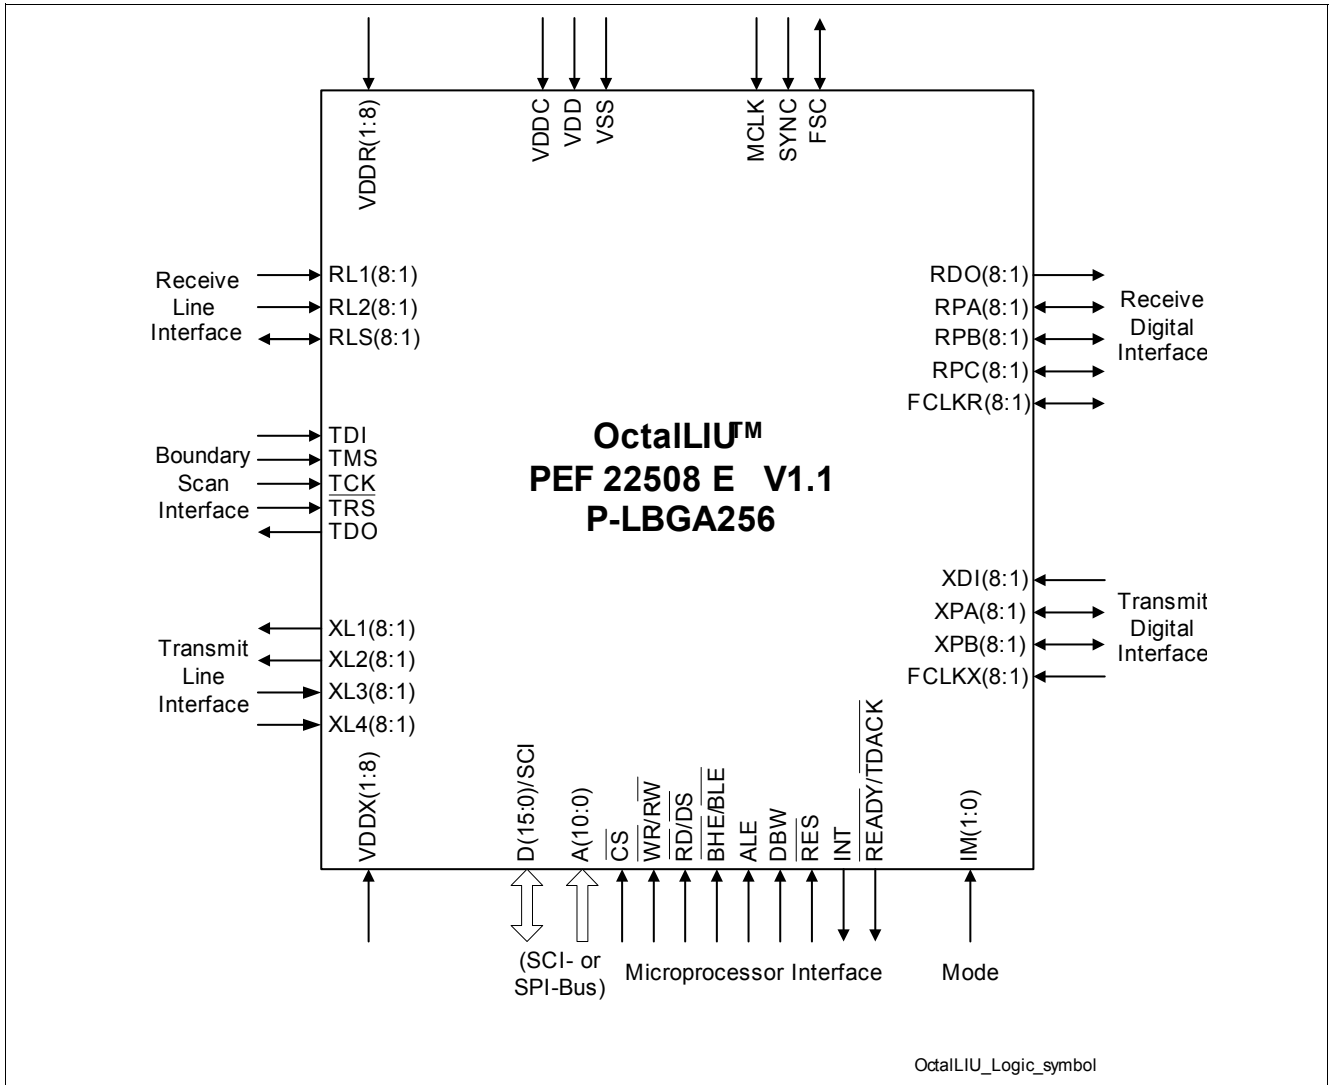 VDDR(1:8)
VDDC
VDD
VSS
MCLK
SYNC
FSC
Receive
Line
Interface
RL1(8:1)
RL2(8:1)
RLS(8:1)
RDO(8:1)
RPA(8:1)
RPB(8:1)
RPC(8:1)
FCLKR(8:1)
Receive
Digital
Interface
Boundary
Scan
Interface
TDI
TMS
TCK
TRS
TDO
OctalLIU™
PEF 22508 E V1.1
P-LBGA256
Transmit
Line
Interface
XL1(8:1)
XL2(8:1)
XL3(8:1)
XL4(8:1)
XDI(8:1)
XPA(8:1)
XPB(8:1)
FCLKX(8:1)
Transmit
Digital
Interface
VDDX(1:8)
D(15:0)/SCI
A(10:0)
CS
WR/RW
RD/DS
BHE/BLE
ALE
DBW
RES
INT
READY/TDACK
IM(1:0)
(SCI- or
SPI-Bus)
Microprocessor Interface
Mode
OctalLIU_Logic_symbol